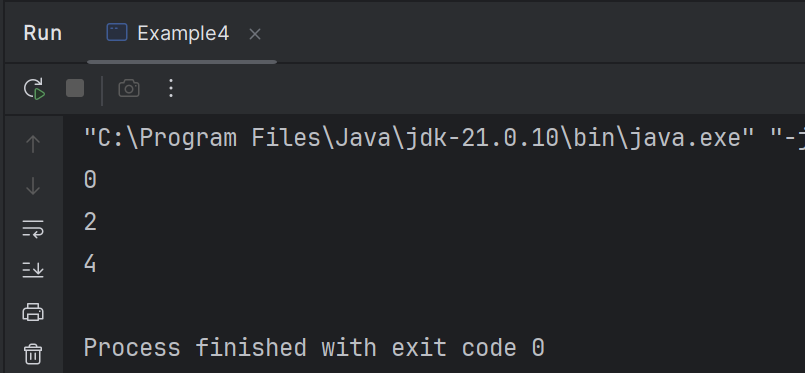 Run Example4
"C:\Program Files\Java\jdk-21.0.10\bin\java.exe" "-j
0
2
4
Process finished with exit code 0